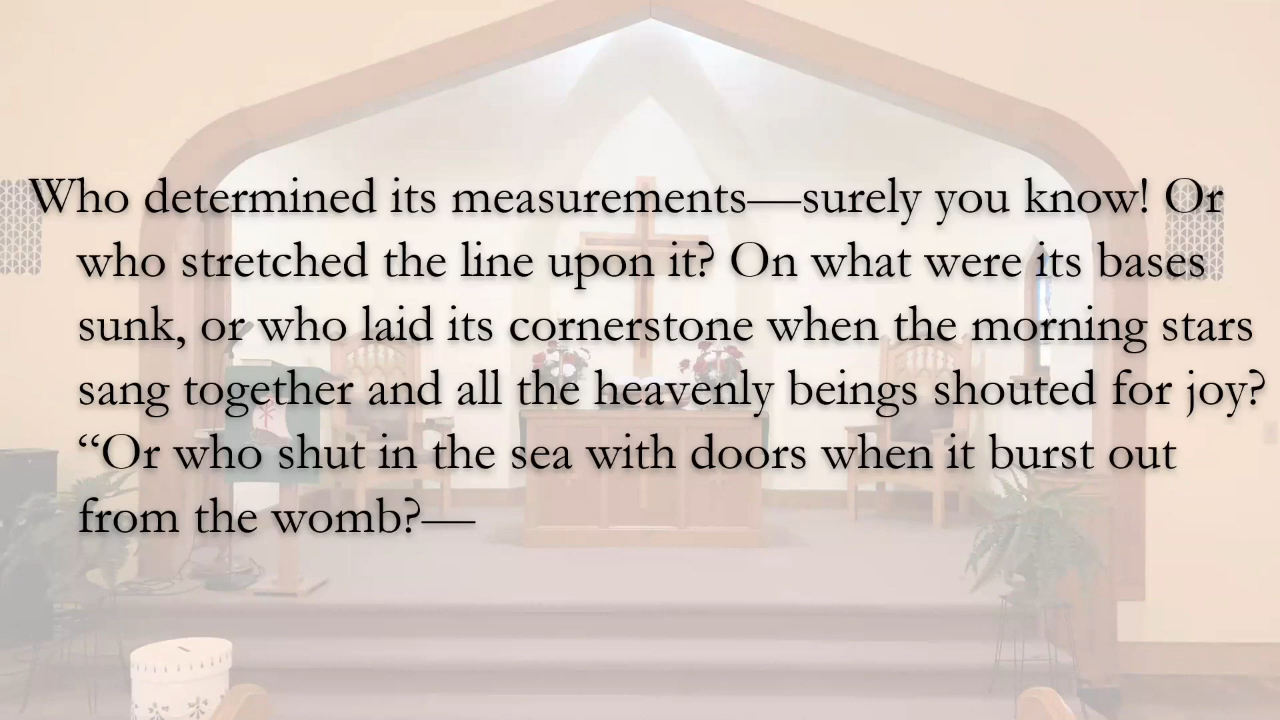 Who determined its measurements—surely you know! Or
who stretched the line upon it? On what were its bases
sunk, or who laid its cornerstone when the morning stars
sang together and all the heavenly beings shouted for joy?
“Or who shut in the sea with doors when it burst out
from the womb?—